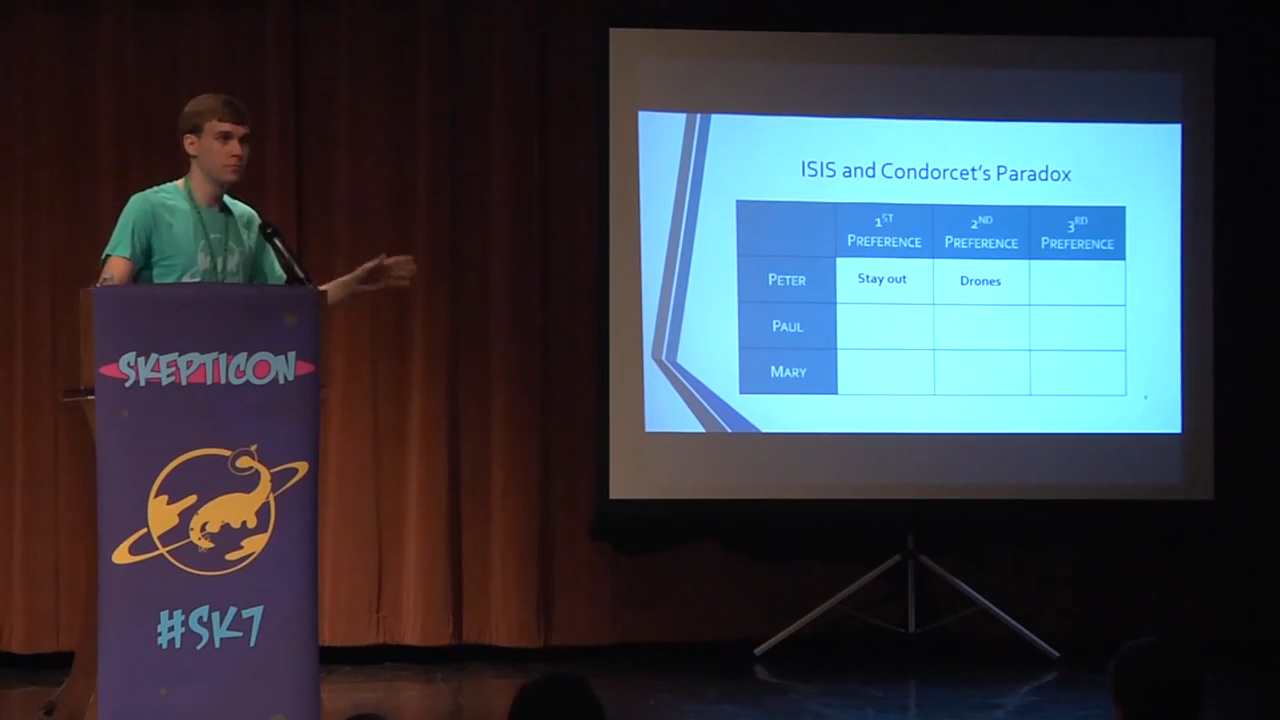 ISIS and Condorcet's Paradox
1ST PREFERENCE
2ND PREFERENCE
3RD PREFERENCE
PETER
Stay out
Drones
PAUL
MARY
SKEPTICON
#SK7